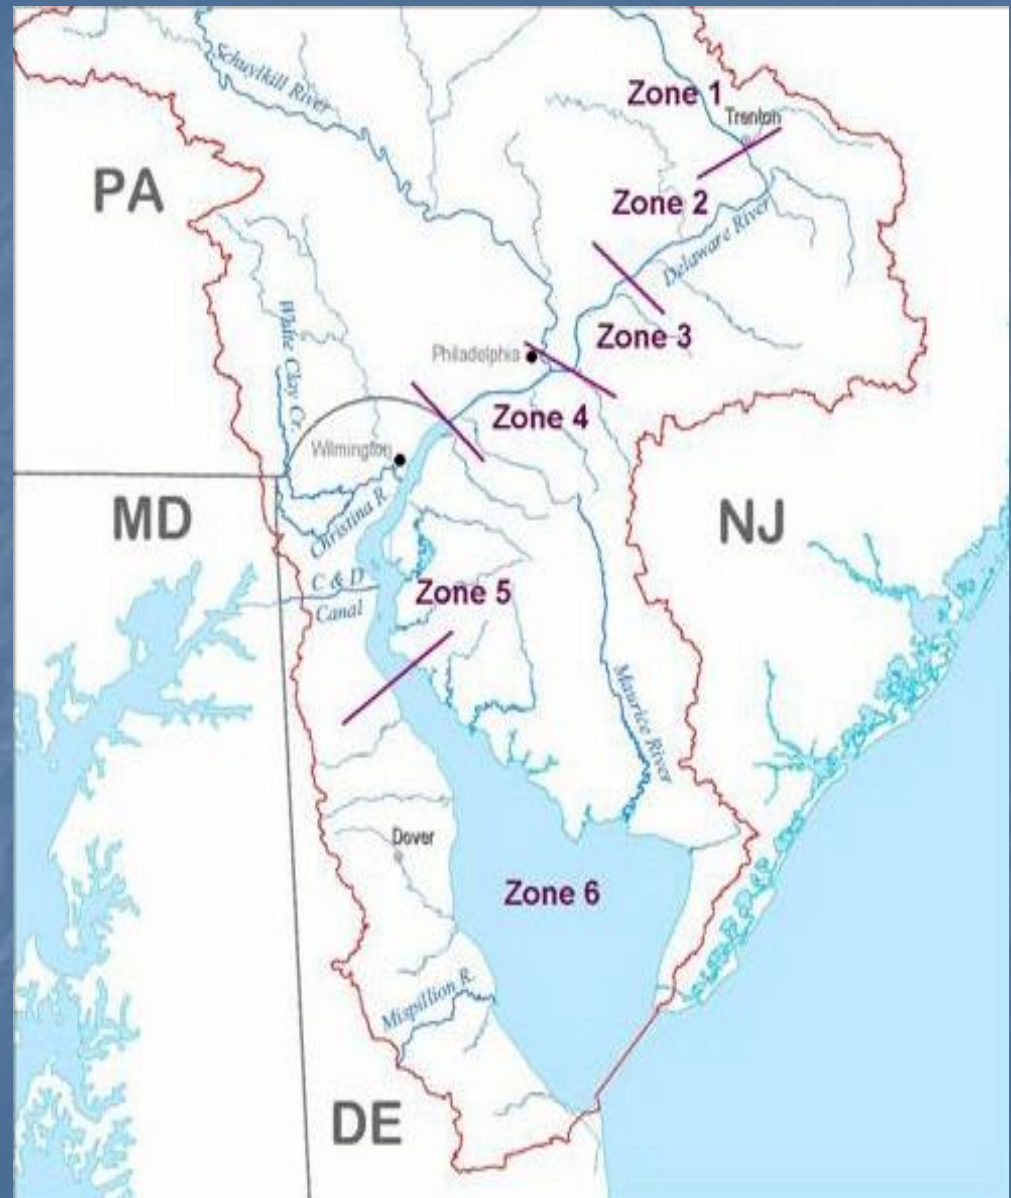 Schuylkill River
Zone 1
Trenton
PA
Zone 2
Delaware River
White Clay Cr.
Zone 3
Philadelphia
Zone 4
Wilmington
MD
NJ
Christina R.
C & D
Canal
Zone 5
Maurice River
Dover
Zone 6
Mispillion R.
DE